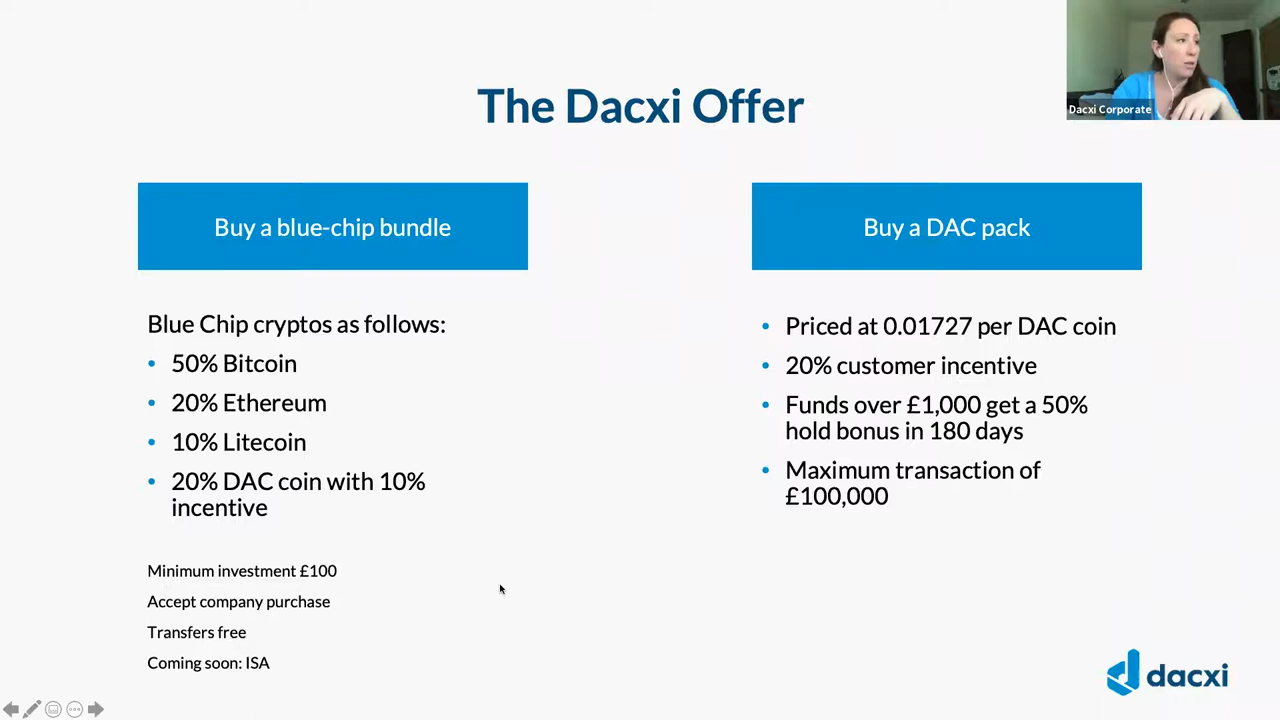 Dacxi Corporate
The Dacxi Offer
Buy a blue-chip bundle
Blue Chip cryptos as follows:
• 50% Bitcoin
• 20% Ethereum
• 10% Litecoin
• 20% DAC coin with 10%
incentive
Minimum investment £100
Accept company purchase
Transfers free
Coming soon: ISA
Buy a DAC pack
• Priced at 0.01727 per DAC coin
• 20% customer incentive
• Funds over £1,000 get a 50%
hold bonus in 180 days
• Maximum transaction of
£100,000
dacxi